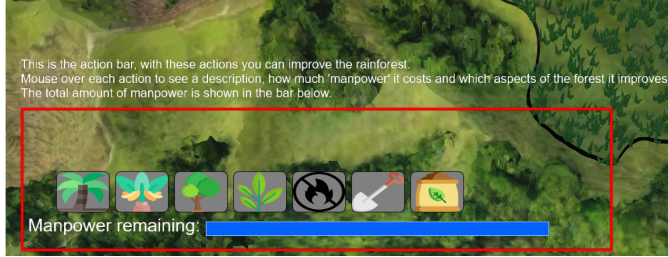 This is the action bar, with these actions you can improve the rainforest.
Mouse over each action to see a description, how much 'manpower' it costs and which aspects of the forest it improves
The total amount of manpower is shown in the bar below.
Manpower remaining: